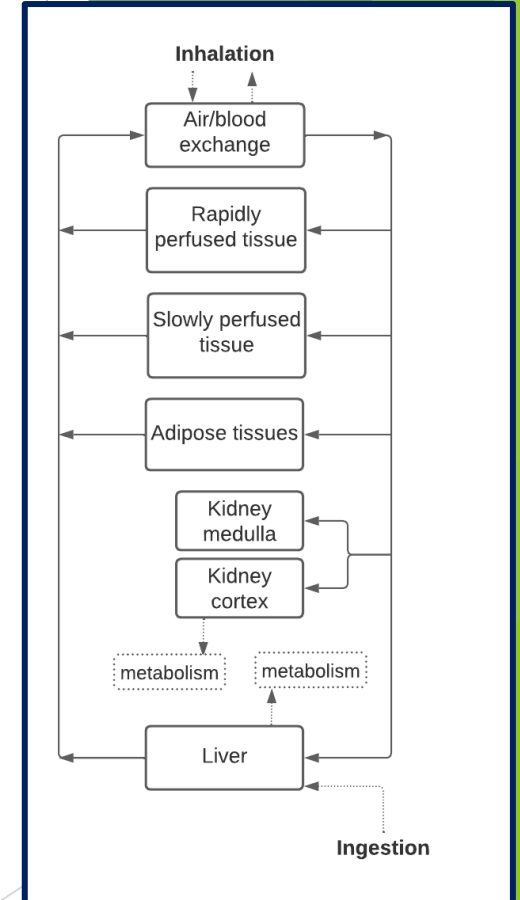 Inhalation
Air/blood
exchange
Rapidly
perfused tissue
Slowly perfused
tissue
Adipose tissues
Kidney
medulla
Kidney
cortex
metabolism
metabolism
Liver
Ingestion